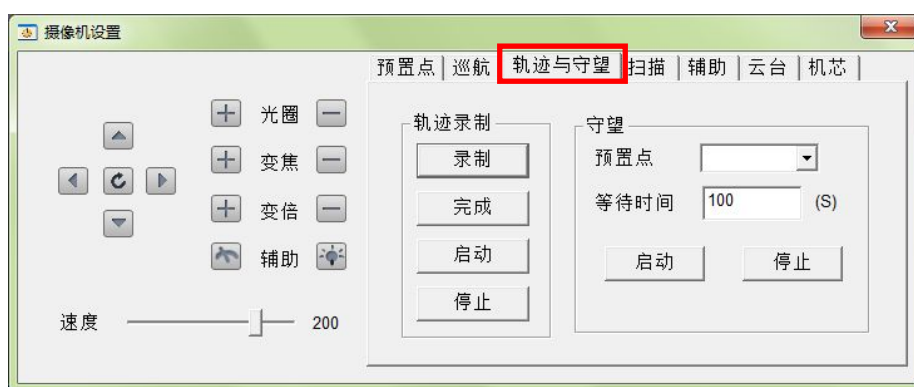 摄像机设置
预置点 巡航 轨迹与守望 扫描 辅助 云台 机芯
光圈
变焦
变倍
辅助
速度 200
轨迹录制
录制
完成
启动
停止
守望
预置点
等待时间 100 (S)
启动 停止